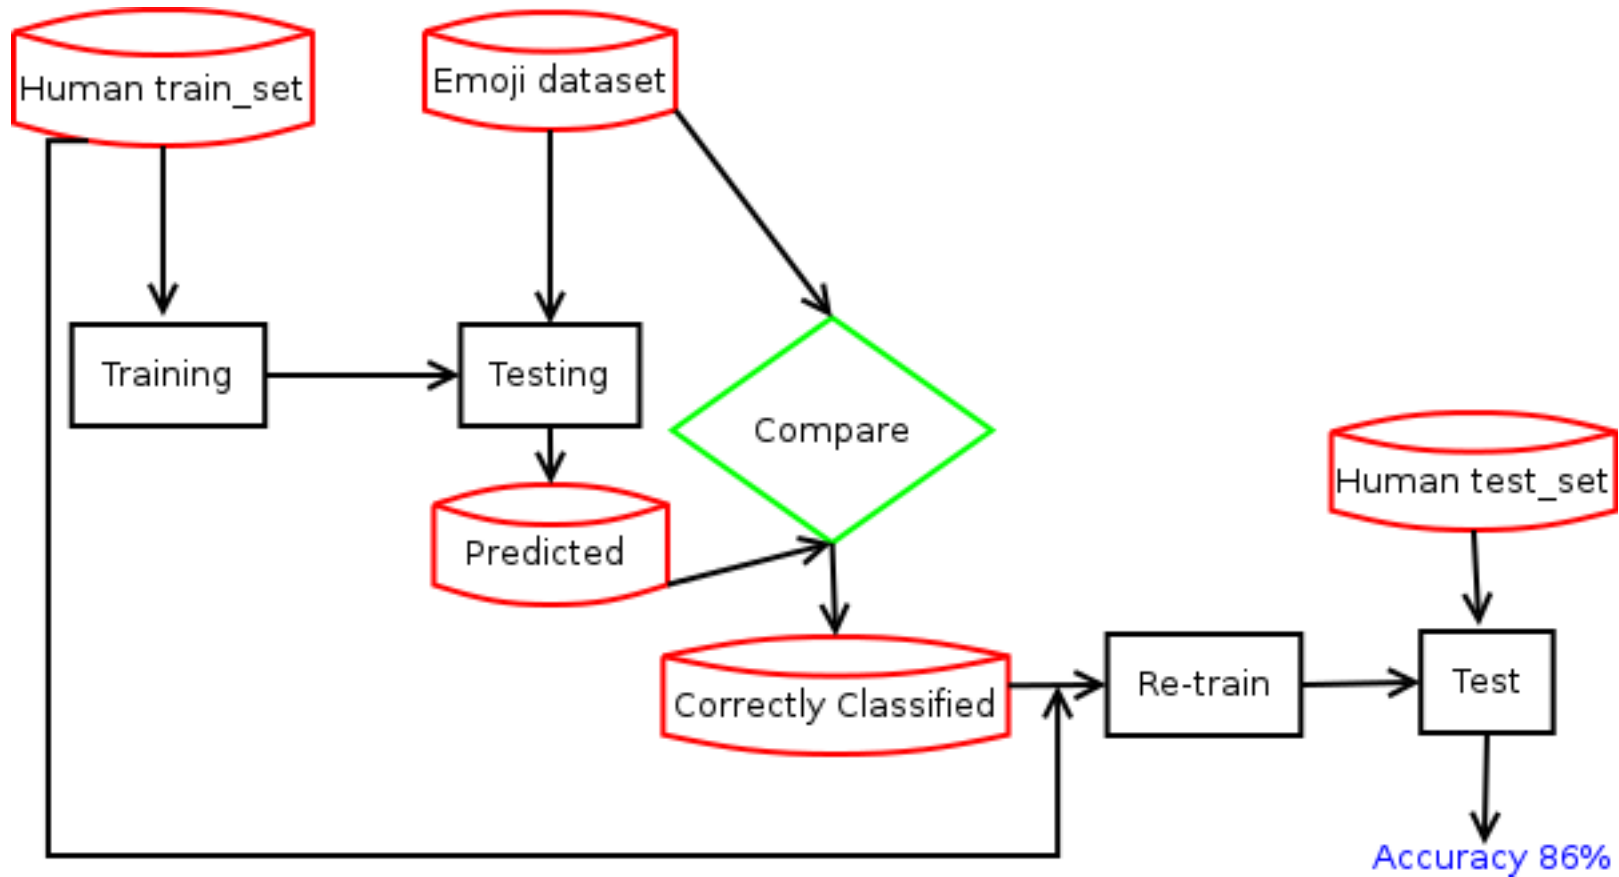 Human train_set
Emoji dataset
Training
Testing
Compare
Human test_set
Predicted
Correctly Classified
Re-train
Test
Accuracy 86%